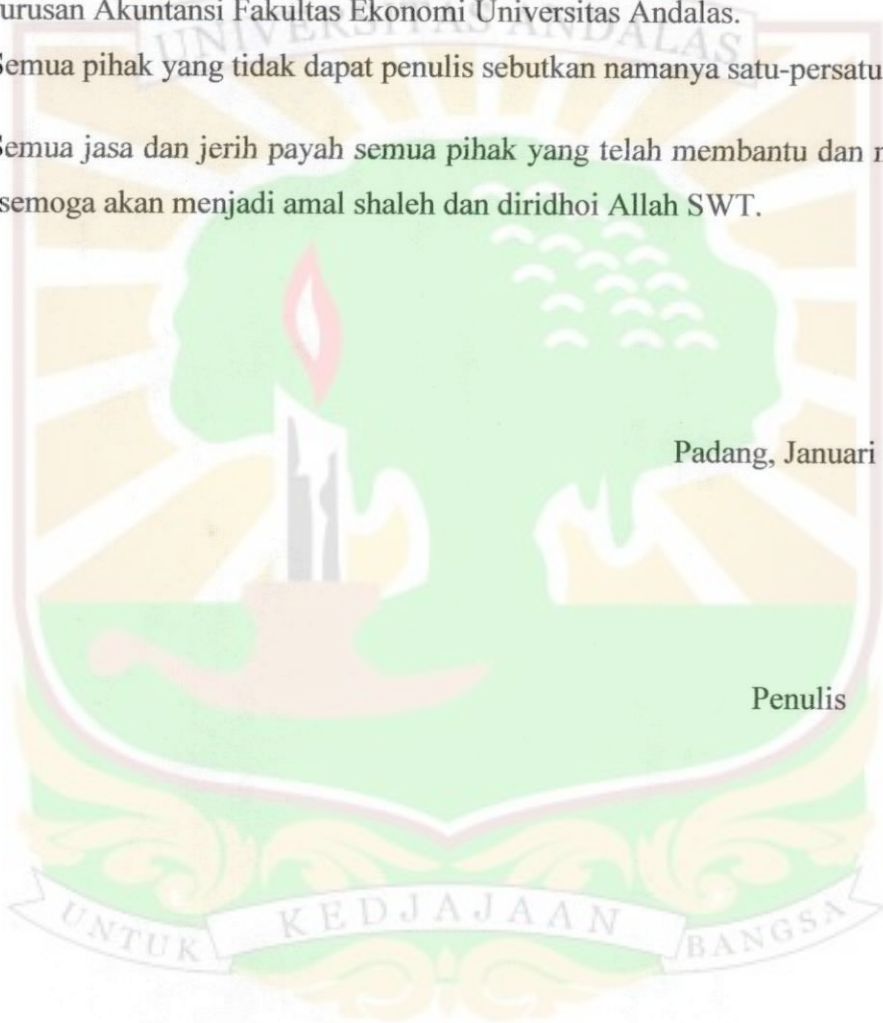 urusan Akuntansi Fakultas Ekonomi Universitas Andalas.
UNIVERSITAS ANDALAS
Semua pihak yang tidak dapat penulis sebutkan namanya satu-persatu
Semua jasa dan jerih payah semua pihak yang telah membantu dan
semoga akan menjadi amal shaleh dan diridhoi Allah SWT.
Padang, Januari
Penulis
UNTUK KEDJAJAAN BANGSA